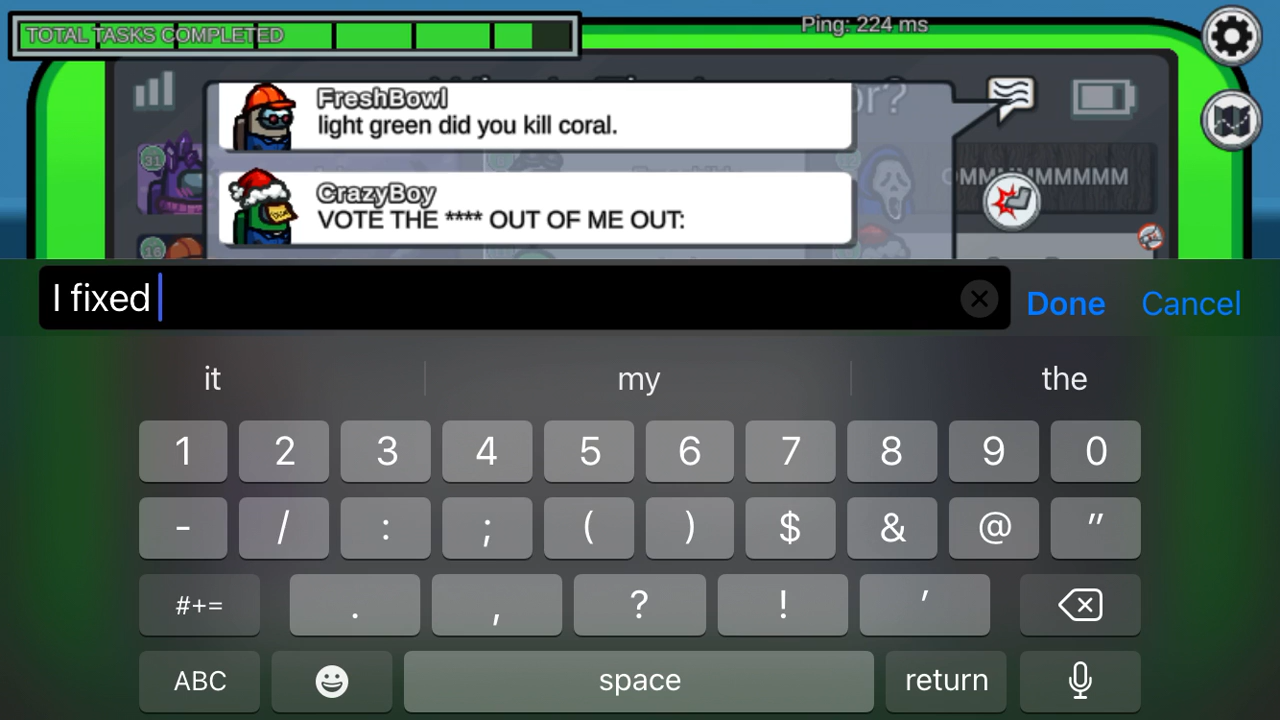 TOTAL TASKS COMPLETED
Ping: 224 ms
FreshBowl
light green did you kill coral.
CrazyBoy
VOTE THE **** OUT OF ME OUT:
31
16
I fixed
Done
Cancel
it
my
the
1 2 3 4 5 6 7 8 9 0
- / : ; ( ) $ & @ "
#+= . , ? ! '
ABC
space
return